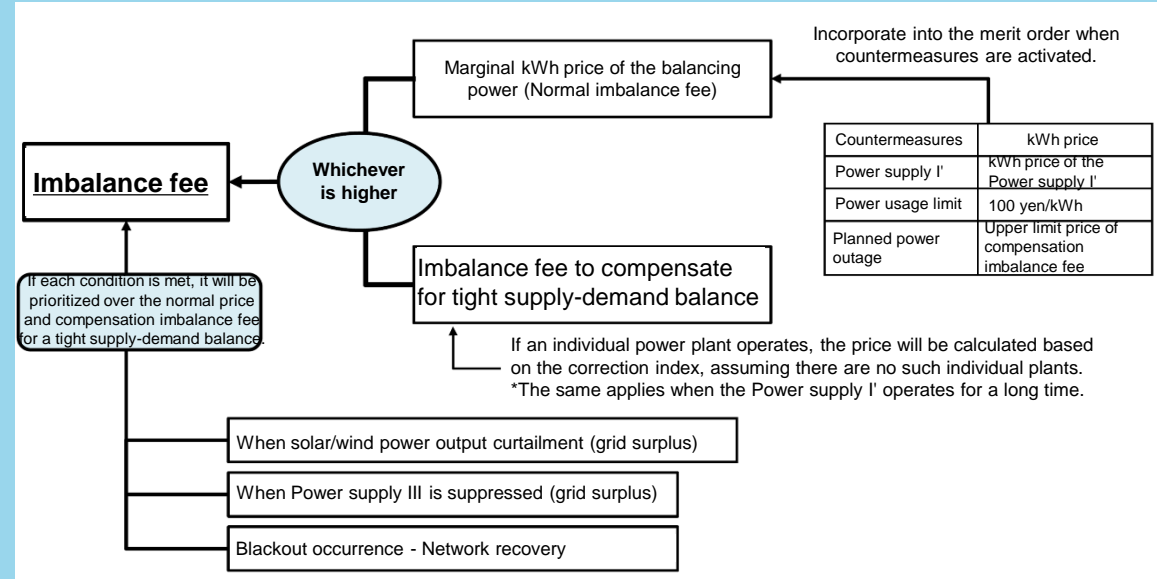 Incorporate into the merit order when
countermeasures are activated.
Marginal kWh price of the balancing
power (Normal imbalance fee)
Countermeasures
kWh price
Power supply I'
kWh price of the
Power supply I'
Power usage limit
100 yen/kWh
Planned power
outage
Upper limit price of
compensation
imbalance fee
Whichever
is higher
Imbalance fee
Imbalance fee to compensate
for tight supply-demand balance
If each condition is met, it will be
prioritized over the normal price
and compensation imbalance fee
for a tight supply-demand balance.
If an individual power plant operates, the price will be calculated based
on the correction index, assuming there are no such individual plants.
*The same applies when the Power supply I' operates for a long time.
When solar/wind power output curtailment (grid surplus)
When Power supply III is suppressed (grid surplus)
Blackout occurrence - Network recovery